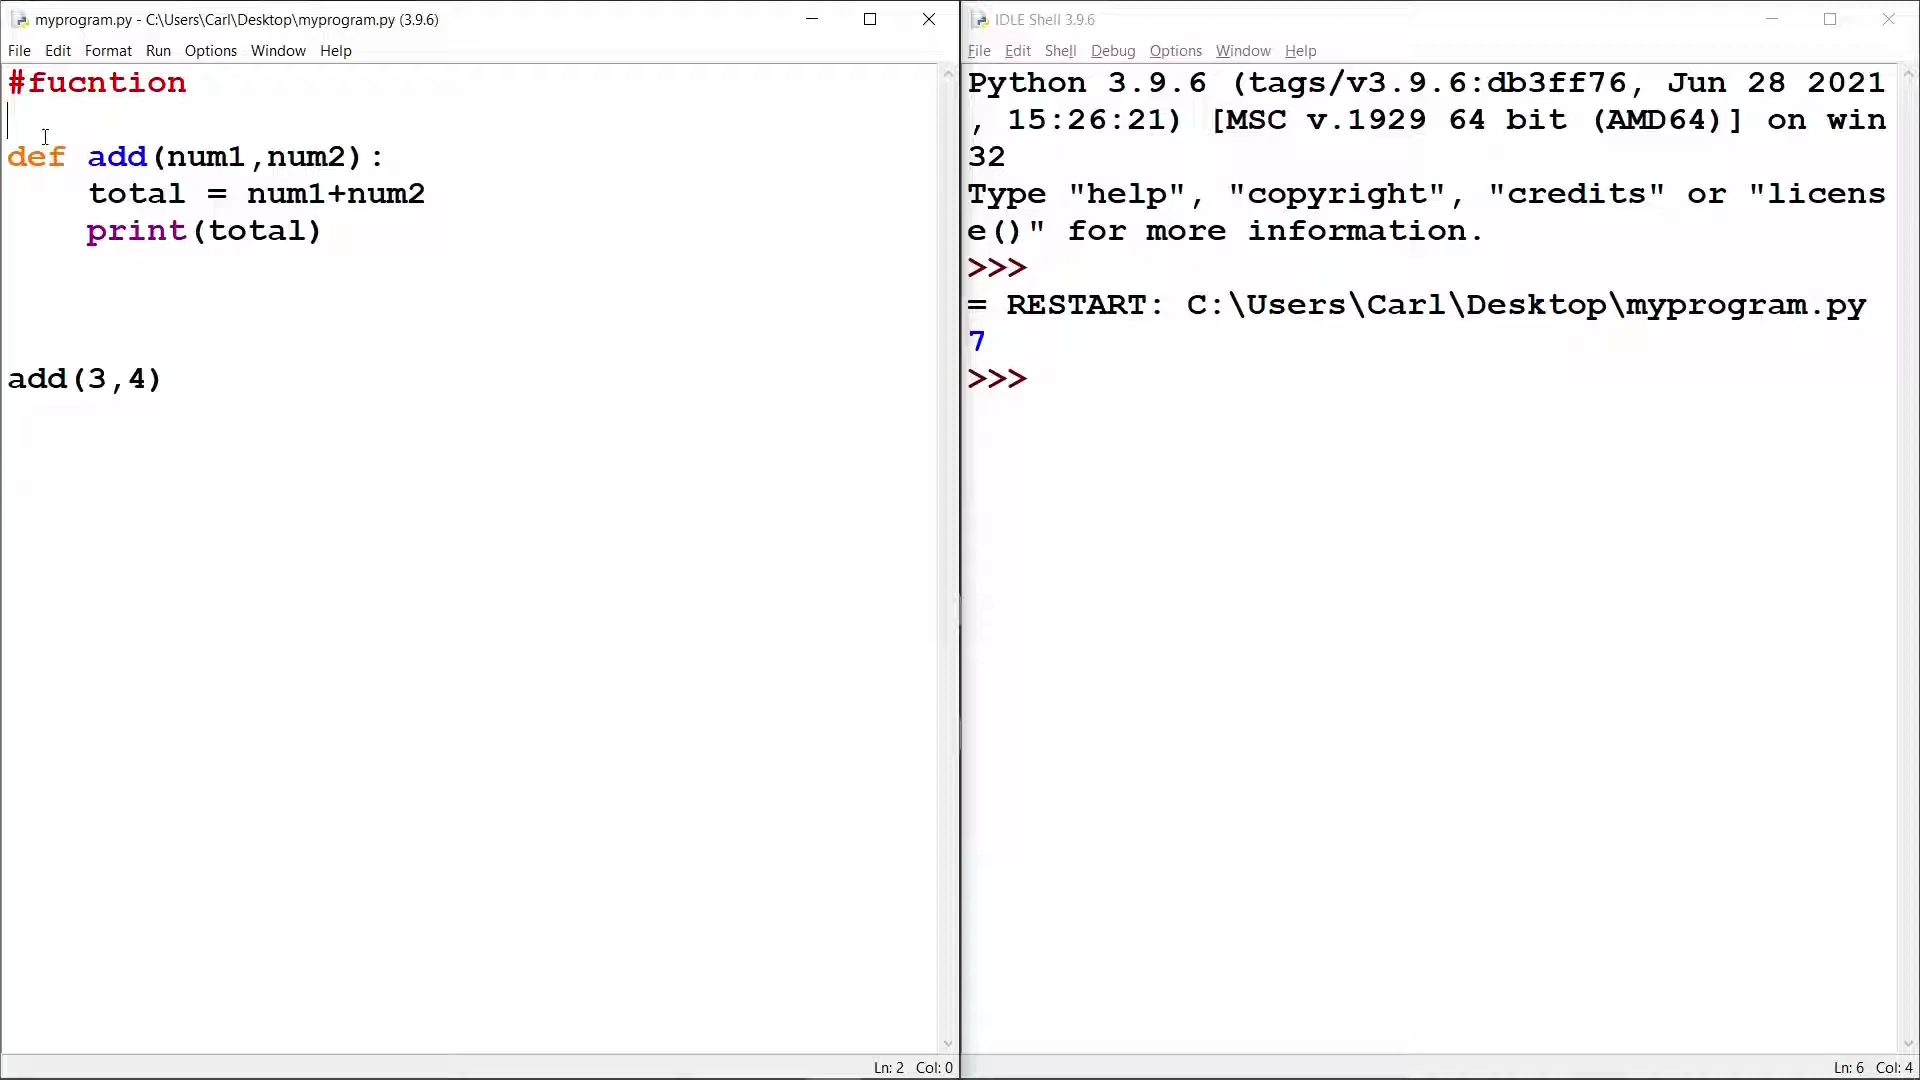 myprogram.py - C:\Users\Carl\Desktop\myprogram.py (3.9.6)
File Edit Format Run Options Window Help
#fucntion
def add(num1,num2):
    total = num1+num2
    print(total)
add(3,4)
Ln: 2 Col: 0
IDLE Shell 3.9.6
File Edit Shell Debug Options Window Help
Python 3.9.6 (tags/v3.9.6:db3ff76, Jun 28 2021
, 15:26:21) [MSC v.1929 64 bit (AMD64)] on win
32
Type "help", "copyright", "credits" or "licens
e()" for more information.
>>>
= RESTART: C:\Users\Carl\Desktop\myprogram.py
7
>>>
Ln: 6 Col: 4